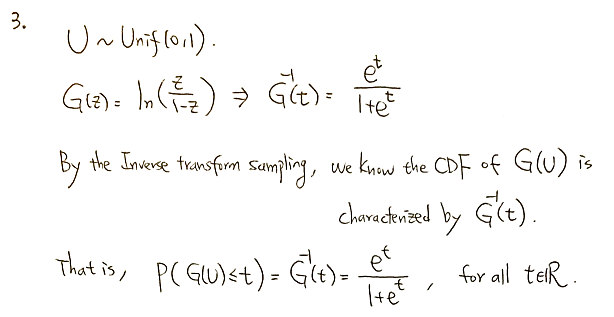 3.
U ~ Unif(0,1).
G(z) = ln(z/(1-z)) ⇒ G⁻¹(t) = e^t/(1+e^t)
By the Inverse transform sampling, we know the CDF of G(U) is
characterized by G⁻¹(t).
That is, P(G(U)≤t) = G⁻¹(t) = e^t/(1+e^t), for all t∈ℝ.